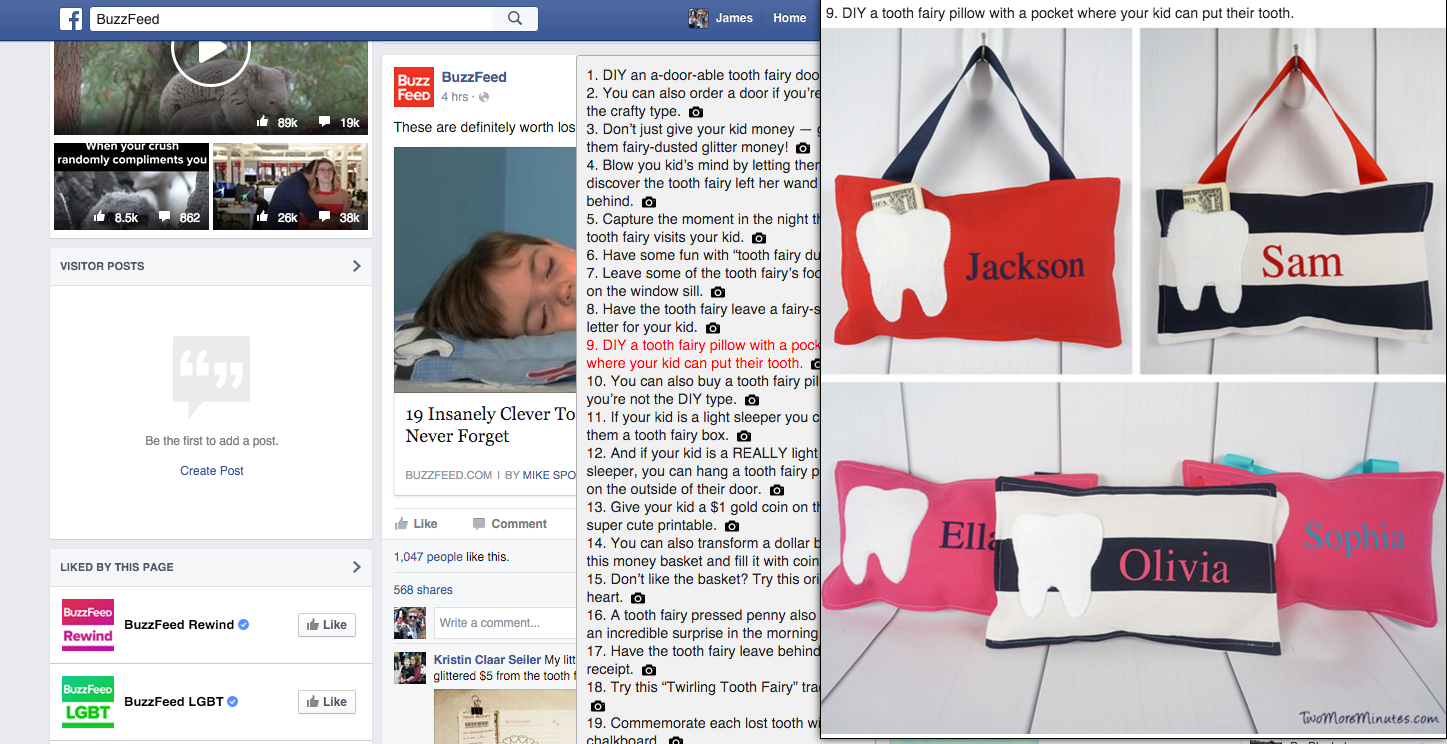 BuzzFeed
James
Home
89k
19k
When your crush
randomly compliments you
8.5k
862
26k
38k
VISITOR POSTS
Be the first to add a post.
Create Post
LIKED BY THIS PAGE
BuzzFeed
Rewind
BuzzFeed Rewind
Like
BuzzFeed
LGBT
BuzzFeed LGBT
Like
Buzz
Feed
BuzzFeed
4 hrs ·
These are definitely worth los
19 Insanely Clever To
Never Forget
BUZZFEED.COM | BY MIKE SPO
Like
Comment
1,047 people like this.
568 shares
Write a comment...
Kristin Claar Seiler My litt
glittered $5 from the tooth f
1. DIY an a-door-able tooth fairy doo
2. You can also order a door if you're
the crafty type.
3. Don't just give your kid money — g
them fairy-dusted glitter money!
4. Blow you kid's mind by letting them
discover the tooth fairy left her wand
behind.
5. Capture the moment in the night th
tooth fairy visits your kid.
6. Have some fun with “tooth fairy du
7. Leave some of the tooth fairy's foo
on the window sill.
8. Have the tooth fairy leave a fairy-s
letter for your kid.
9. DIY a tooth fairy pillow with a pock
where your kid can put their tooth.
10. You can also buy a tooth fairy pil
you're not the DIY type.
11. If your kid is a light sleeper you c
them a tooth fairy box.
12. And if your kid is a REALLY light
sleeper, you can hang a tooth fairy p
on the outside of their door.
13. Give your kid a $1 gold coin on th
super cute printable.
14. You can also transform a dollar b
this money basket and fill it with coin
15. Don't like the basket? Try this ori
heart.
16. A tooth fairy pressed penny also
an incredible surprise in the morning
17. Have the tooth fairy leave behind
receipt.
18. Try this “Twirling Tooth Fairy” tra
19. Commemorate each lost tooth wi
chalkboard.
9. DIY a tooth fairy pillow with a pocket where your kid can put their tooth.
Jackson
Sam
Ella
Olivia
Sophia
TwoMoreMinutes.com